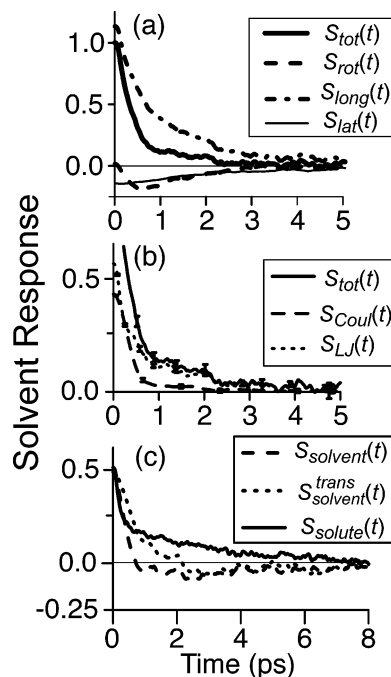 Solvent Response
(a)
1.0
0.5
0.0
S_tot(t)
S_rot(t)
S_long(t)
S_lat(t)
0 1 2 3 4 5
(b)
0.5
0.0
S_tot(t)
S_Coul(t)
S_LJ(t)
0 1 2 3 4 5
(c)
0.5
0.0
-0.25
S_solvent(t)
S_solvent^trans(t)
S_solute(t)
0 2 4 6 8
Time (ps)